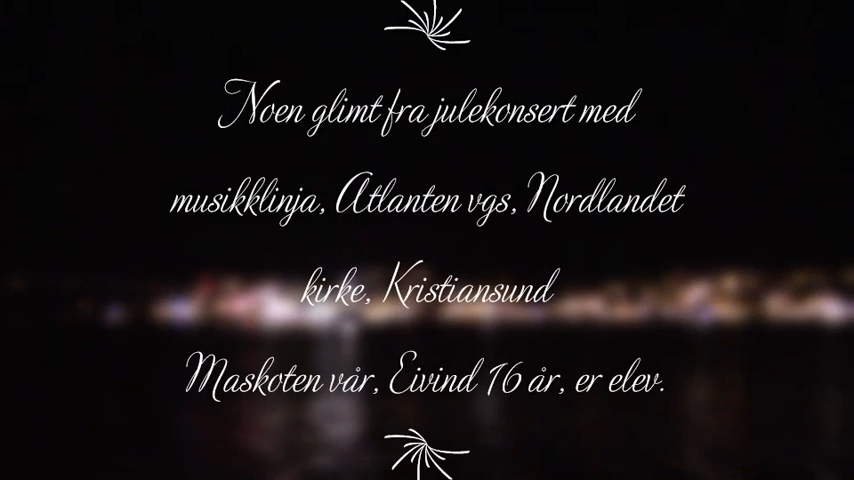 Noen glimt fra julekonsert med
musikklinja, Atlanten vgs, Nordlandet
kirke, Kristiansund
Maskoten vår, Eivind 16 år, er elev.